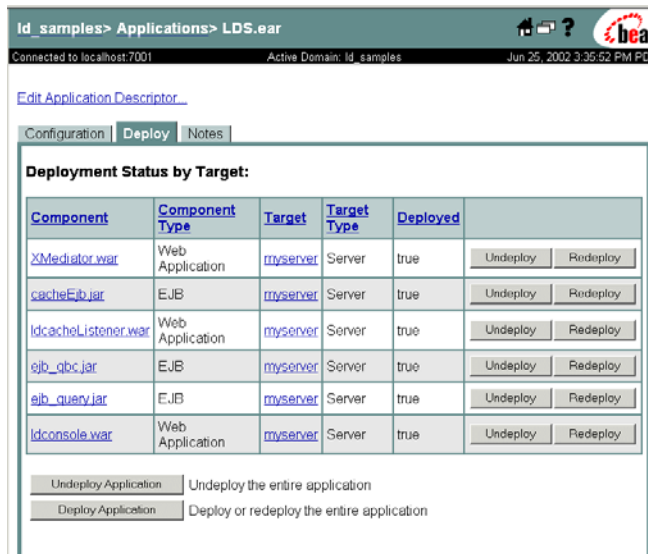 ld_samples> Applications> LDS.ear
?
bea
Connected to localhost:7001 Active Domain: ld_samples Jun 25, 2002 3:35:52 PM PD
Edit Application Descriptor...
Configuration Deploy Notes
Deployment Status by Target:
Component Component Type Target Target Type Deployed
XMediator.war Web Application myserver Server true Undeploy Redeploy
cacheEjb.jar EJB myserver Server true Undeploy Redeploy
ldcacheListener.war Web Application myserver Server true Undeploy Redeploy
ejb_qbc.jar EJB myserver Server true Undeploy Redeploy
ejb_query.jar EJB myserver Server true Undeploy Redeploy
ldconsole.war Web Application myserver Server true Undeploy Redeploy
Undeploy Application Undeploy the entire application
Deploy Application Deploy or redeploy the entire application